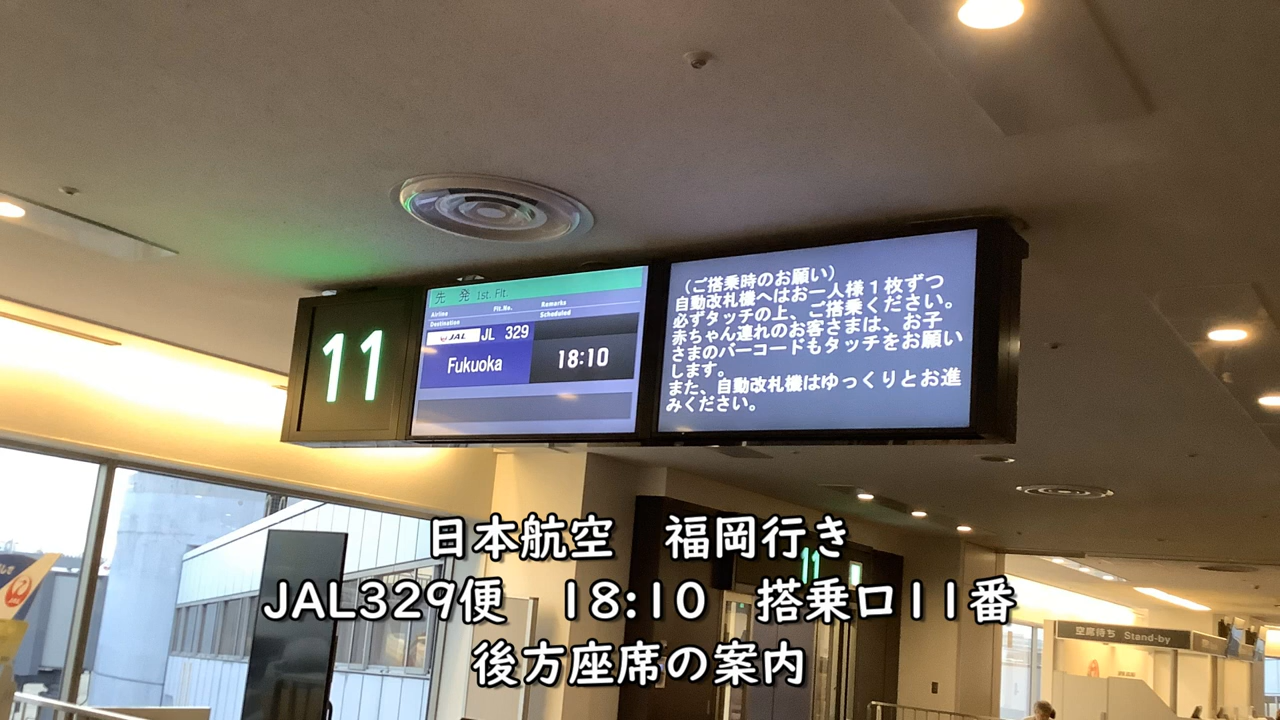 11
先 発 1st. Flt.
Airline Flt.No. Remarks
Destination Scheduled
JAL JL 329
Fukuoka 18:10
(ご搭乗時のお願い)
自動改札機へはお一人様1枚ずつ
必ずタッチの上、ご搭乗ください。
赤ちゃん連れのお客さまは、お子
さまのバーコードもタッチをお願い
します。
また、自動改札機はゆっくりとお進
みください。
11
空席待ち Stand-by
日本航空 福岡行き
JAL329便 18:10 搭乗口11番
後方座席の案内